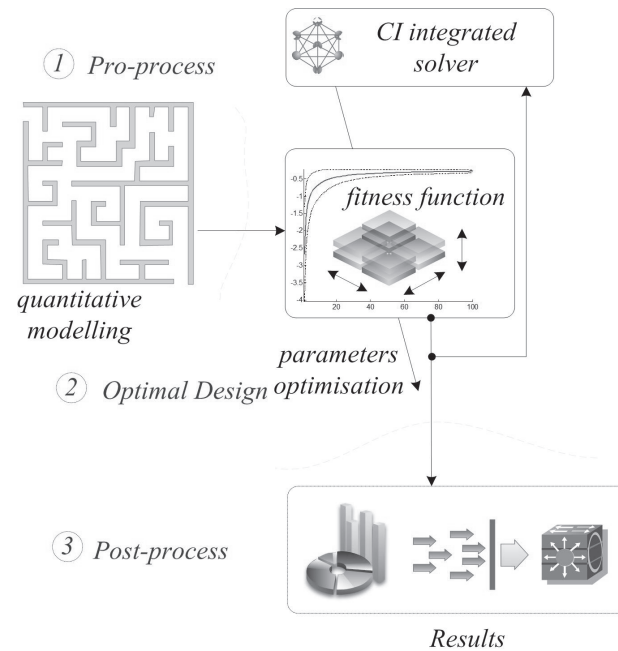 CI integrated
solver
1 Pro-process
fitness function
-0.5
-1
-1.5
-2
-2.5
-3
-3.5
-4
20 40 60 80 100
quantitative
modelling
parameters
optimisation
2 Optimal Design
3 Post-process
Results